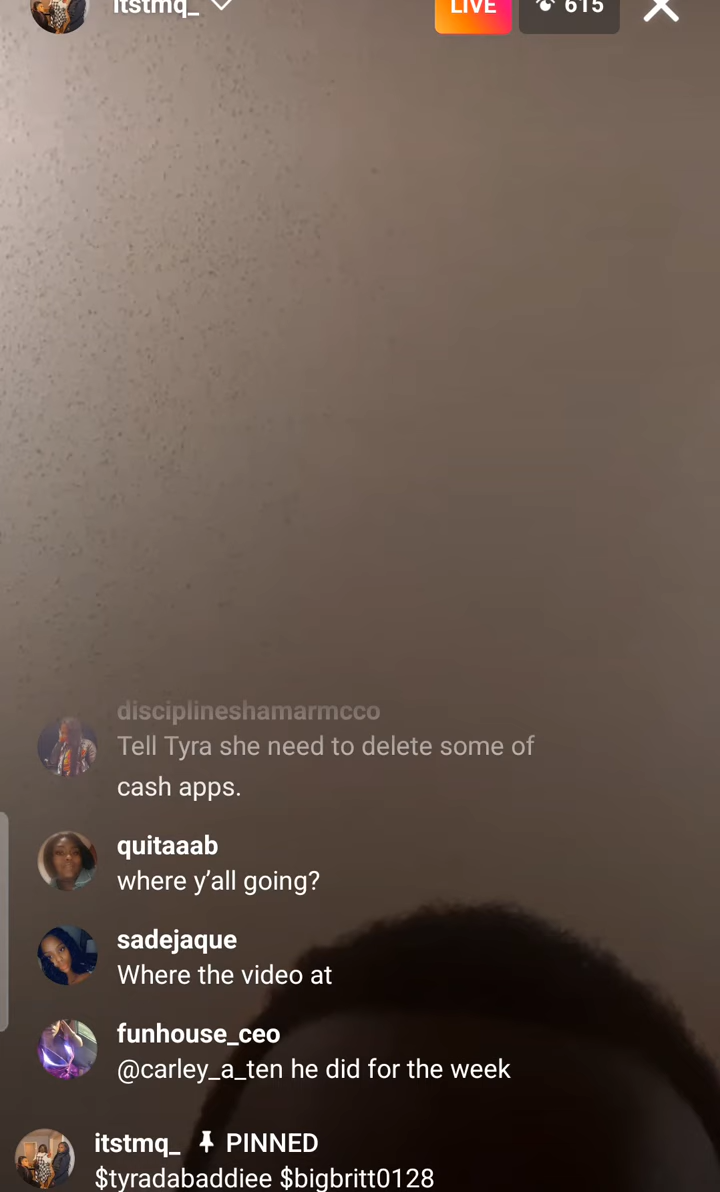 itstmq_
LIVE
615
disciplineshamarmcco
Tell Tyra she need to delete some of
cash apps.
quitaaab
where y'all going?
sadejaque
Where the video at
funhouse_ceo
@carley_a_ten he did for the week
itstmq_ PINNED
$tyradabaddiee $bigbritt0128